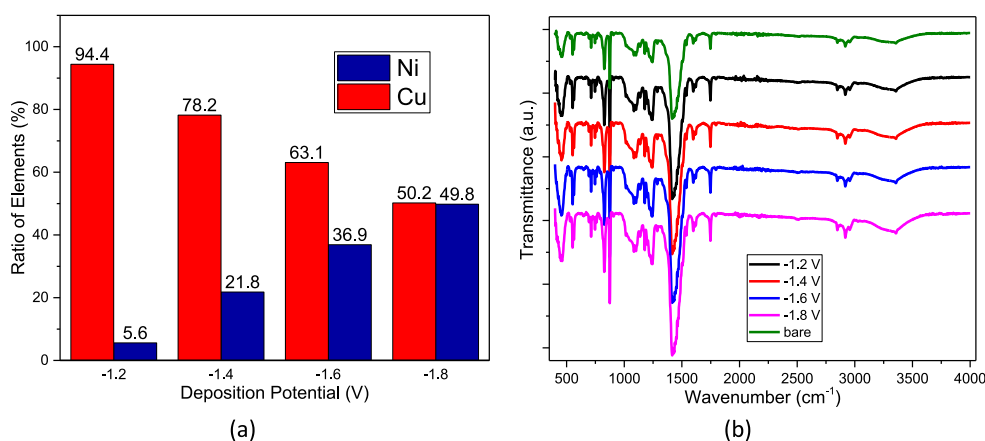 100
80
60
40
20
0
Ratio of Elements (%)
94.4
5.6
78.2
21.8
63.1
36.9
50.2
49.8
Ni
Cu
-1.2
-1.4
-1.6
-1.8
Deposition Potential (V)
(a)
Transmittance (a.u.)
-1.2 V
-1.4 V
-1.6 V
-1.8 V
bare
500
1000
1500
2000
2500
3000
3500
4000
Wavenumber (cm⁻¹)
(b)